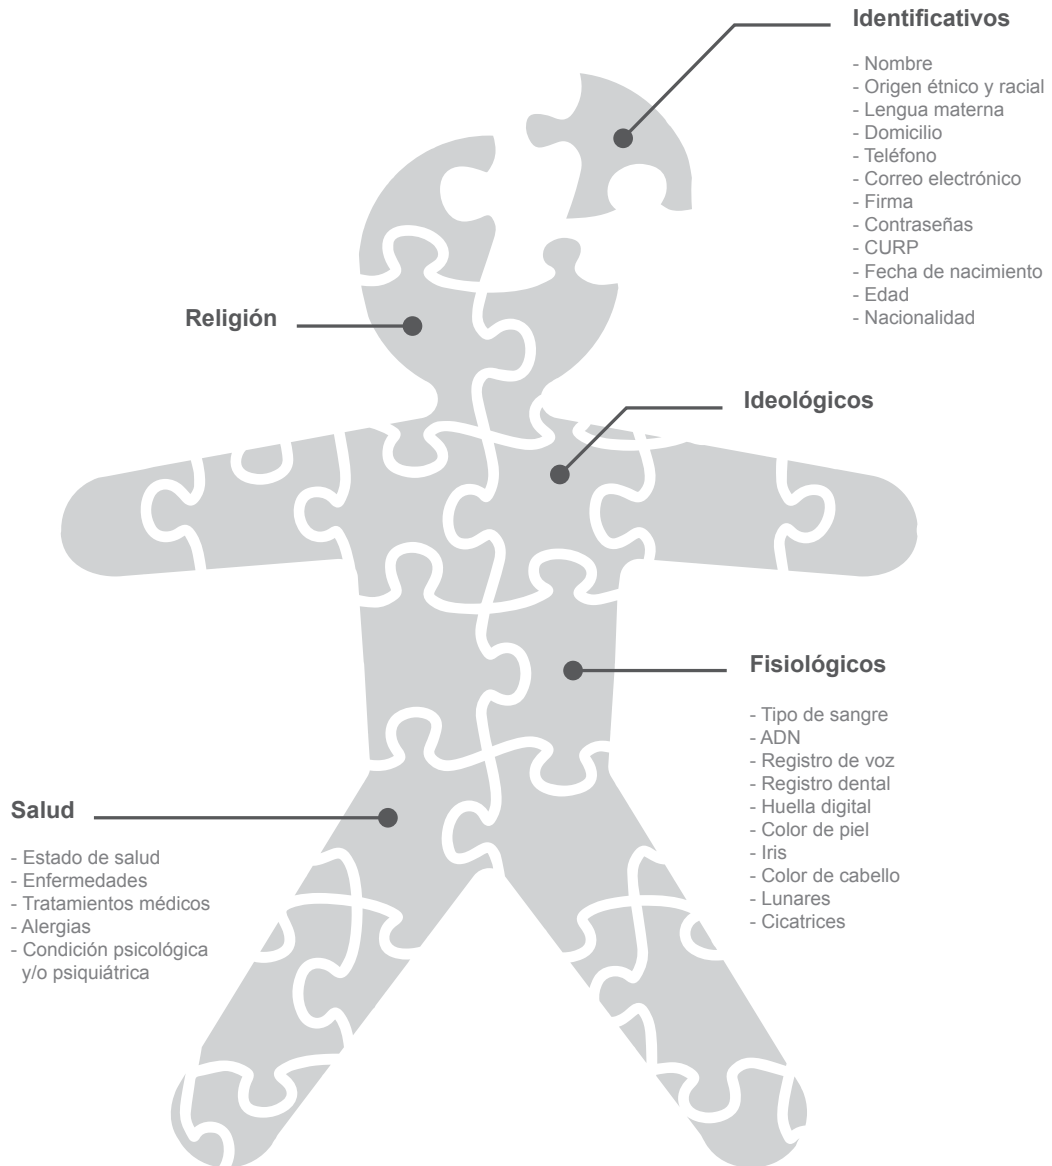 Identificativos
- Nombre
- Origen étnico y racial
- Lengua materna
- Domicilio
- Teléfono
- Correo electrónico
- Firma
- Contraseñas
- CURP
- Fecha de nacimiento
- Edad
- Nacionalidad
Religión
Ideológicos
Fisiológicos
- Tipo de sangre
- ADN
- Registro de voz
- Registro dental
- Huella digital
- Color de piel
- Iris
- Color de cabello
- Lunares
- Cicatrices
Salud
- Estado de salud
- Enfermedades
- Tratamientos médicos
- Alergias
- Condición psicológica
y/o psiquiátrica